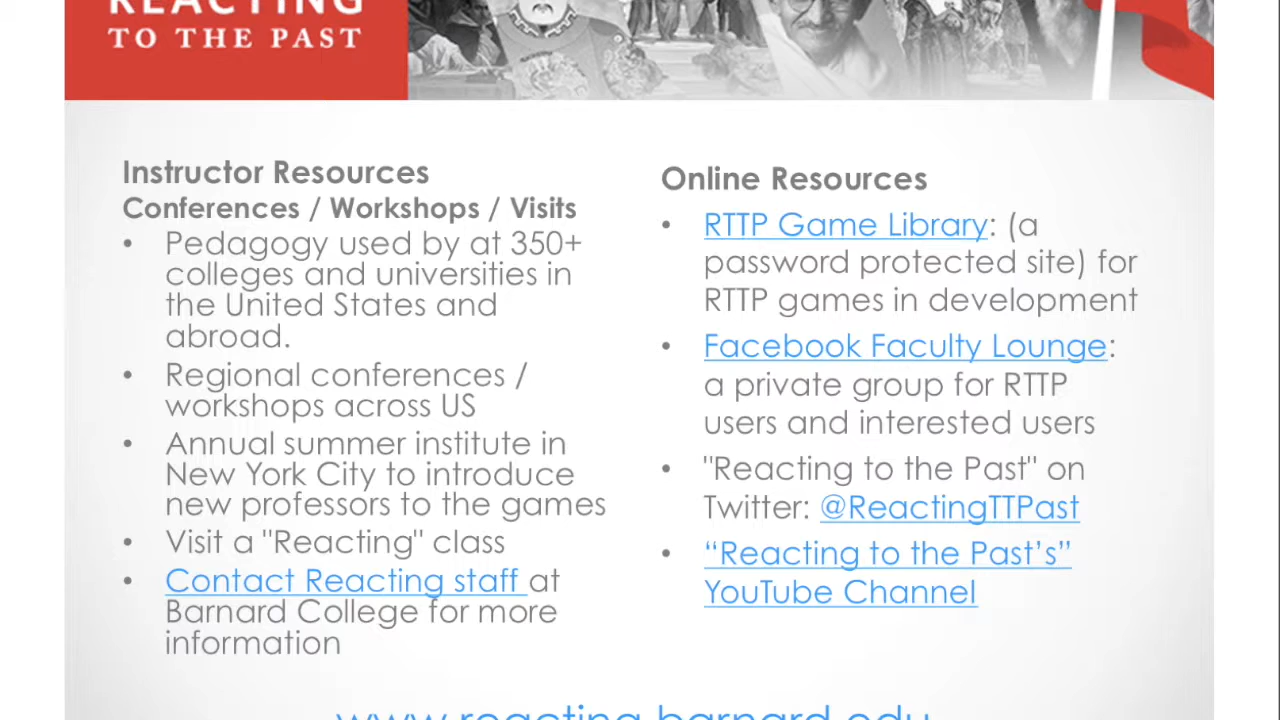 REACTING
TO THE PAST
Instructor Resources
Conferences / Workshops / Visits
• Pedagogy used by at 350+
colleges and universities in
the United States and
abroad.
• Regional conferences /
workshops across US
• Annual summer institute in
New York City to introduce
new professors to the games
• Visit a "Reacting" class
• Contact Reacting staff at
Barnard College for more
information
Online Resources
• RTTP Game Library: (a
password protected site) for
RTTP games in development
• Facebook Faculty Lounge:
a private group for RTTP
users and interested users
• "Reacting to the Past" on
Twitter: @ReactingTTPast
• “Reacting to the Past’s”
YouTube Channel
www.reacting.barnard.edu